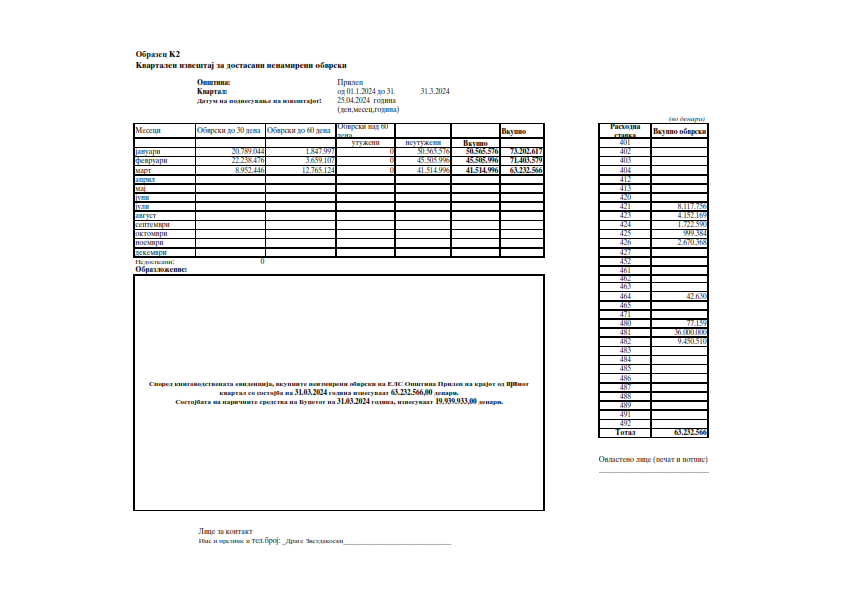 Образец К2
Квартален извештај за достасани ненамирени обврски
Општина: Прилеп
Квартал: од 01.1.2024 до 31. 31.3.2024
Датум на поднесување на извештајот: 25.04.2024 година
(ден,месец,година)
Месеци Обврски до 30 дена Обврски до 60 дена Обврски над 60 дена Вкупно
утужени неутужени Вкупно
јануари 20.789.044 1.847.997 0 50.565.576 50.565.576 73.202.617
февруари 22.238.476 3.659.107 0 45.505.996 45.505.996 71.403.579
март 8.952.446 12.765.124 0 41.514.996 41.514.996 63.232.566
април
мај
јуни
јули
август
септември
октомври
ноември
декември
Недоспеани: 0
Образложение:
Според книговодствената евиденција, вкупните неизмирени обврски на ЕЛС Општина Прилеп на крајот од првиот
квартал со состојба на 31.03.2024 година изнесуваат 63.232.566,00 денари.
Состојбата на паричните средства на Буџетот на 31.03.2024 година, изнесуваат 19.939.933,00 денари.
Лице за контакт
Име и презиме и тел.број: _Драге Звездакоски
(во денари)
Расходна ставка Вкупно обврски
401
402
403
404
412
413
420
421 8.117.756
423 4.152.169
424 1.722.590
425 999.384
426 2.670.368
427
452
461
462
463
464 42.630
465
471
480 77.159
481 36.000.000
482 9.450.510
483
484
485
486
487
488
489
491
492
Тотал 63.232.566
Овластено лице (печат и потпис)